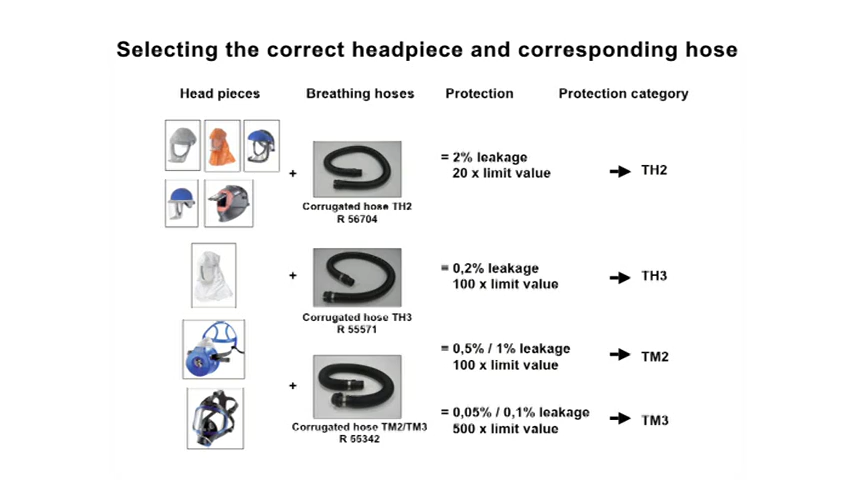 Selecting the correct headpiece and corresponding hose
Head pieces Breathing hoses Protection Protection category
= 2% leakage
20 x limit value
TH2
+
Corrugated hose TH2
R 56704
= 0,2% leakage
100 x limit value
TH3
+
Corrugated hose TH3
R 55571
= 0,5% / 1% leakage
100 x limit value
TM2
+
= 0,05% / 0,1% leakage
500 x limit value
TM3
Corrugated hose TM2/TM3
R 55342